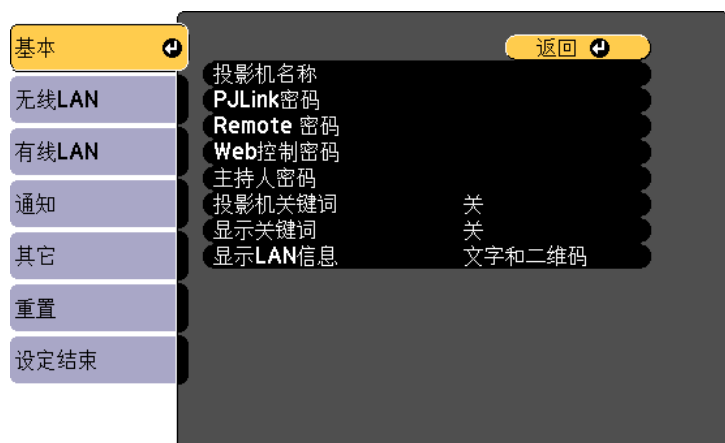 基本
无线LAN
有线LAN
通知
其它
重置
设定结束
返回
投影机名称
PJLink密码
Remote 密码
Web控制密码
主持人密码
投影机关键词 关
显示关键词 关
显示LAN信息 文字和二维码